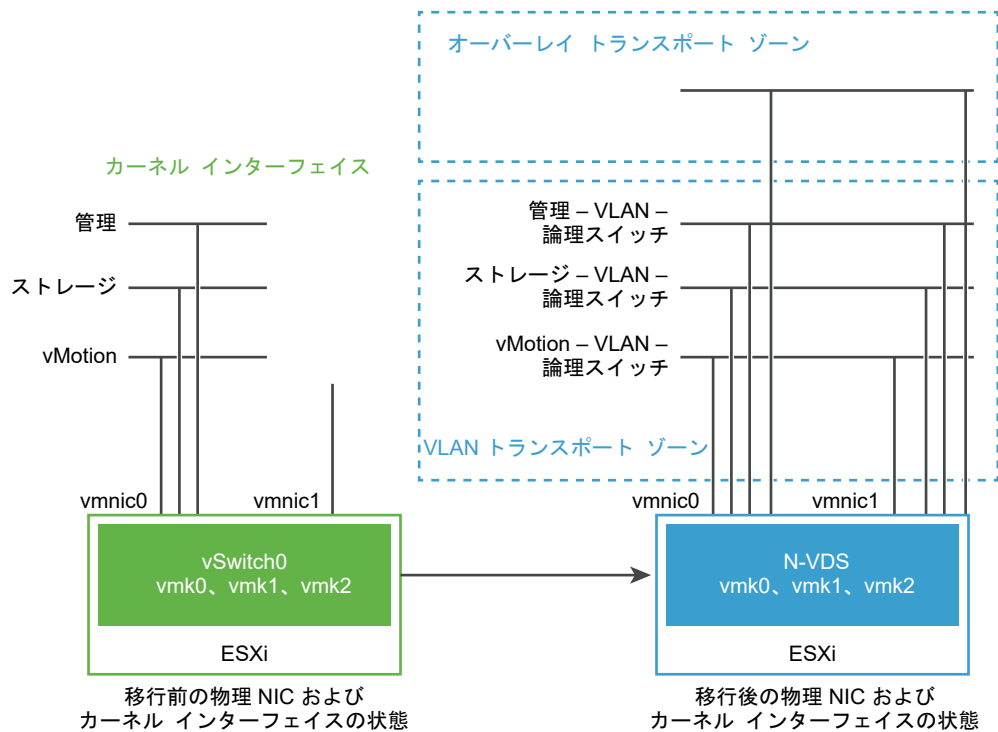 オーバーレイ トランスポート ゾーン
カーネル インターフェイス
管理
ストレージ
vMotion
管理 – VLAN –
論理スイッチ
ストレージ – VLAN –
論理スイッチ
vMotion – VLAN –
論理スイッチ
VLAN トランスポート ゾーン
vmnic0
vmnic1
vmnic0
vmnic1
vSwitch0
vmk0、vmk1、vmk2
ESXi
N-VDS
vmk0、vmk1、vmk2
ESXi
移行前の物理 NIC および
カーネル インターフェイスの状態
移行後の物理 NIC および
カーネル インターフェイスの状態